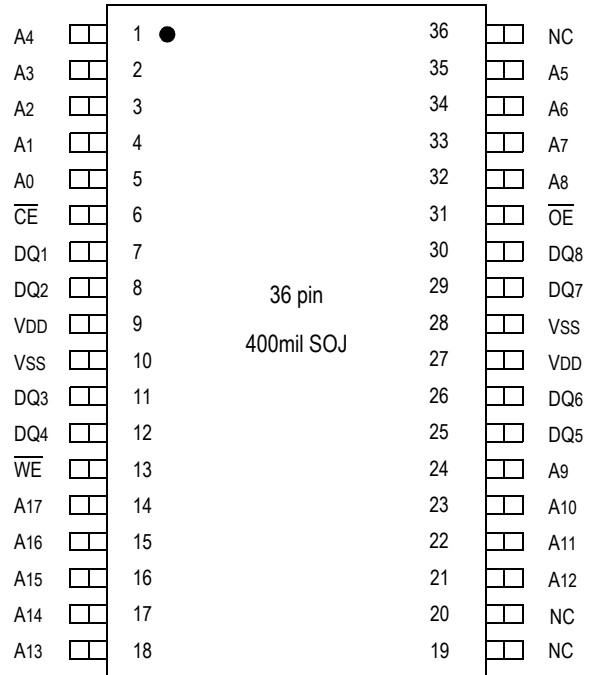 A4 1 36 NC
A3 2 35 A5
A2 3 34 A6
A1 4 33 A7
A0 5 32 A8
C̅E̅ 6 31 O̅E̅
DQ1 7 30 DQ8
DQ2 8 29 DQ7
36 pin
VDD 9 28 VSS
400mil SOJ
VSS 10 27 VDD
DQ3 11 26 DQ6
DQ4 12 25 DQ5
W̅E̅ 13 24 A9
A17 14 23 A10
A16 15 22 A11
A15 16 21 A12
A14 17 20 NC
A13 18 19 NC